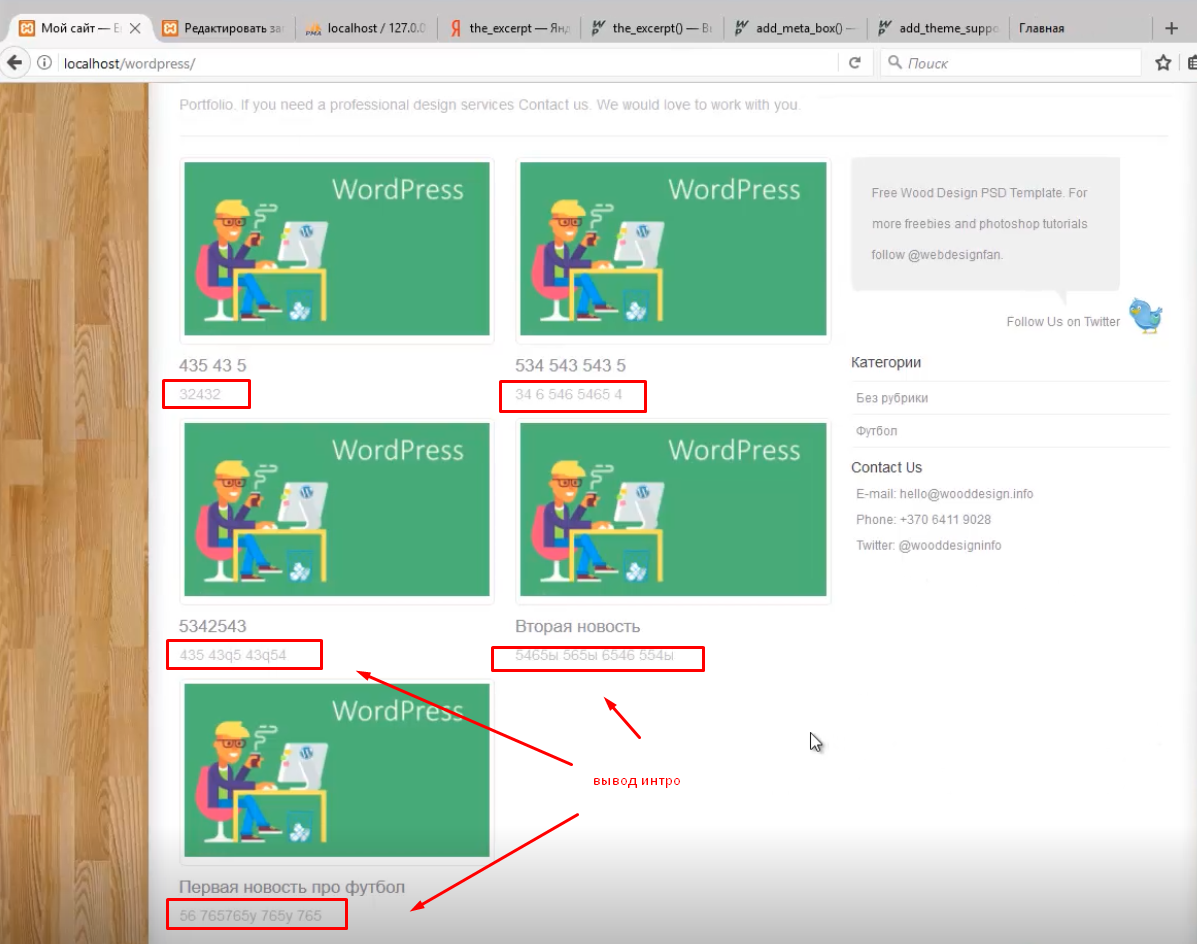 Мой сайт — Б
Редактировать за
localhost / 127.0.0
the_excerpt — Янд
the_excerpt() — В
add_meta_box() —
add_theme_suppo
Главная
localhost/wordpress/
Поиск
Portfolio. If you need a professional design services Contact us. We would love to work with you.
WordPress
WordPress
Free Wood Design PSD Template. For
more freebies and photoshop tutorials
follow @webdesignfan.
Follow Us on Twitter
435 43 5
534 543 543 5
32432
34 6 546 5465 4
Категории
Без рубрики
Футбол
Contact Us
E-mail: hello@wooddesign.info
Phone: +370 6411 9028
Twitter: @wooddesigninfo
WordPress
WordPress
5342543
Вторая новость
435 43q5 43q54
5465ы 565ы 6546 554ы
WordPress
вывод интро
Первая новость про футбол
56 765765у 765у 765